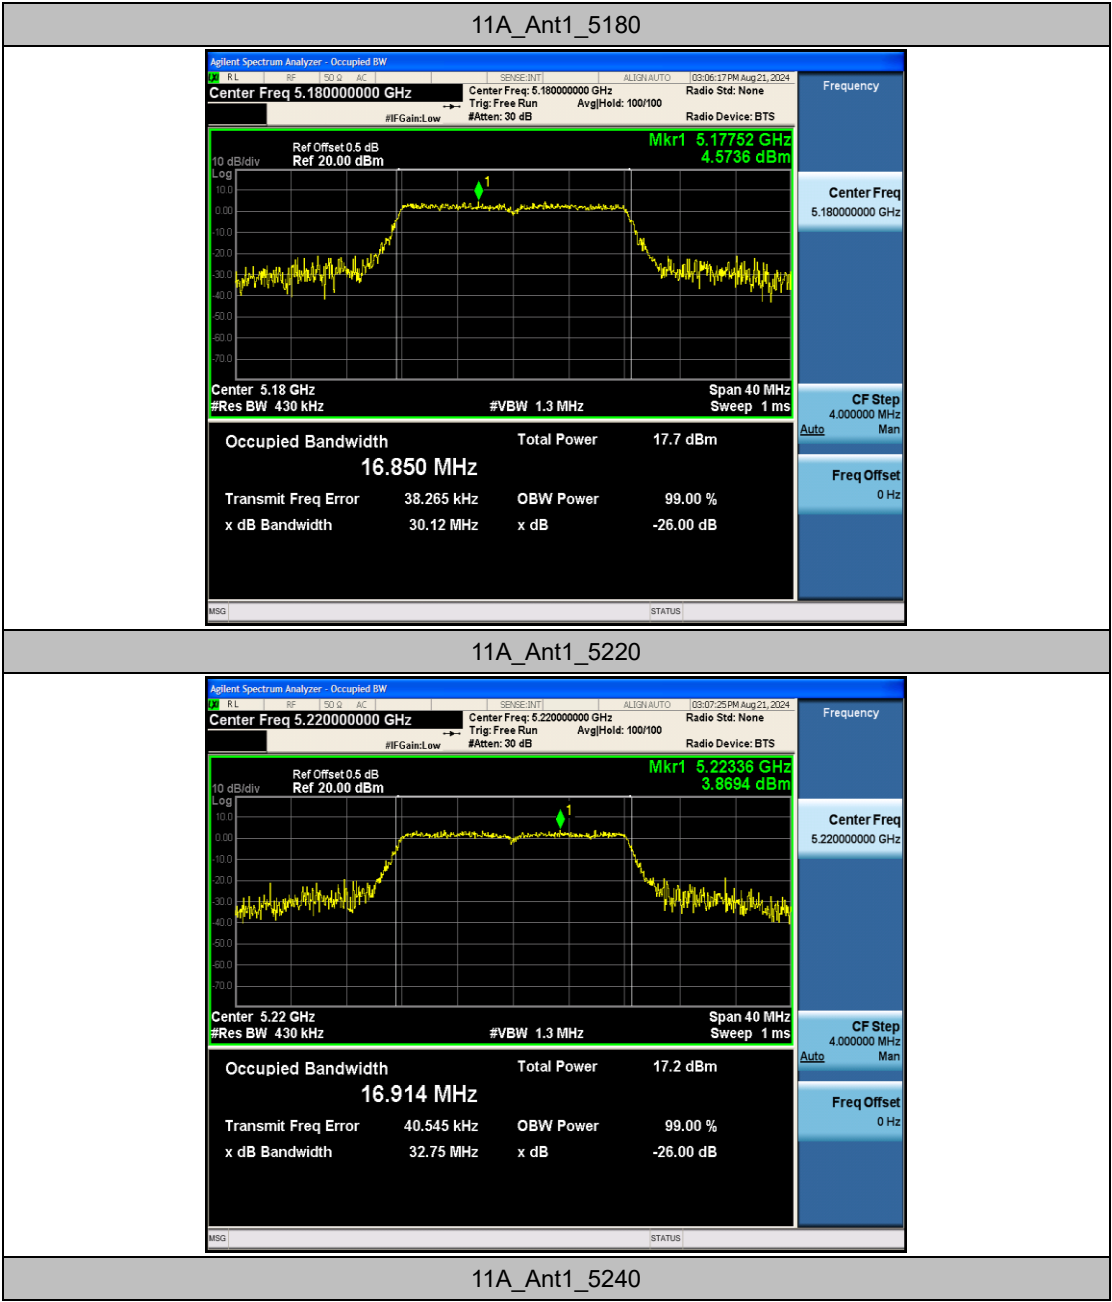 11A_Ant1_5180
Agilent Spectrum Analyzer - Occupied BW
RL RF 50 Ω AC SENSE:INT ALIGN AUTO 03:06:17 PM Aug 21, 2024
Center Freq 5.180000000 GHz
Center Freq: 5.180000000 GHz
Radio Std: None
Trig: Free Run Avg|Hold: 100/100
#IFGain:Low #Atten: 30 dB Radio Device: BTS
Frequency
Mkr1 5.17752 GHz
4.5736 dBm
Ref Offset 0.5 dB
10 dB/div Ref 20.00 dBm
Log
10.0
0.00
-10.0
-20.0
-30.0
-40.0
-50.0
-60.0
-70.0
1
Center 5.18 GHz Span 40 MHz
#Res BW 430 kHz #VBW 1.3 MHz Sweep 1 ms
Center Freq
5.180000000 GHz
CF Step
4.000000 MHz
Auto Man
Freq Offset
0 Hz
Occupied Bandwidth Total Power 17.7 dBm
16.850 MHz
Transmit Freq Error 38.265 kHz OBW Power 99.00 %
x dB Bandwidth 30.12 MHz x dB -26.00 dB
MSG STATUS
11A_Ant1_5220
Agilent Spectrum Analyzer - Occupied BW
RL RF 50 Ω AC SENSE:INT ALIGN AUTO 03:07:25 PM Aug 21, 2024
Center Freq 5.220000000 GHz
Center Freq: 5.220000000 GHz
Radio Std: None
Trig: Free Run Avg|Hold: 100/100
#IFGain:Low #Atten: 30 dB Radio Device: BTS
Frequency
Mkr1 5.22336 GHz
3.8694 dBm
Ref Offset 0.5 dB
10 dB/div Ref 20.00 dBm
Log
10.0
0.00
-10.0
-20.0
-30.0
-40.0
-50.0
-60.0
-70.0
1
Center 5.22 GHz Span 40 MHz
#Res BW 430 kHz #VBW 1.3 MHz Sweep 1 ms
Center Freq
5.220000000 GHz
CF Step
4.000000 MHz
Auto Man
Freq Offset
0 Hz
Occupied Bandwidth Total Power 17.2 dBm
16.914 MHz
Transmit Freq Error 40.545 kHz OBW Power 99.00 %
x dB Bandwidth 32.75 MHz x dB -26.00 dB
MSG STATUS
11A_Ant1_5240